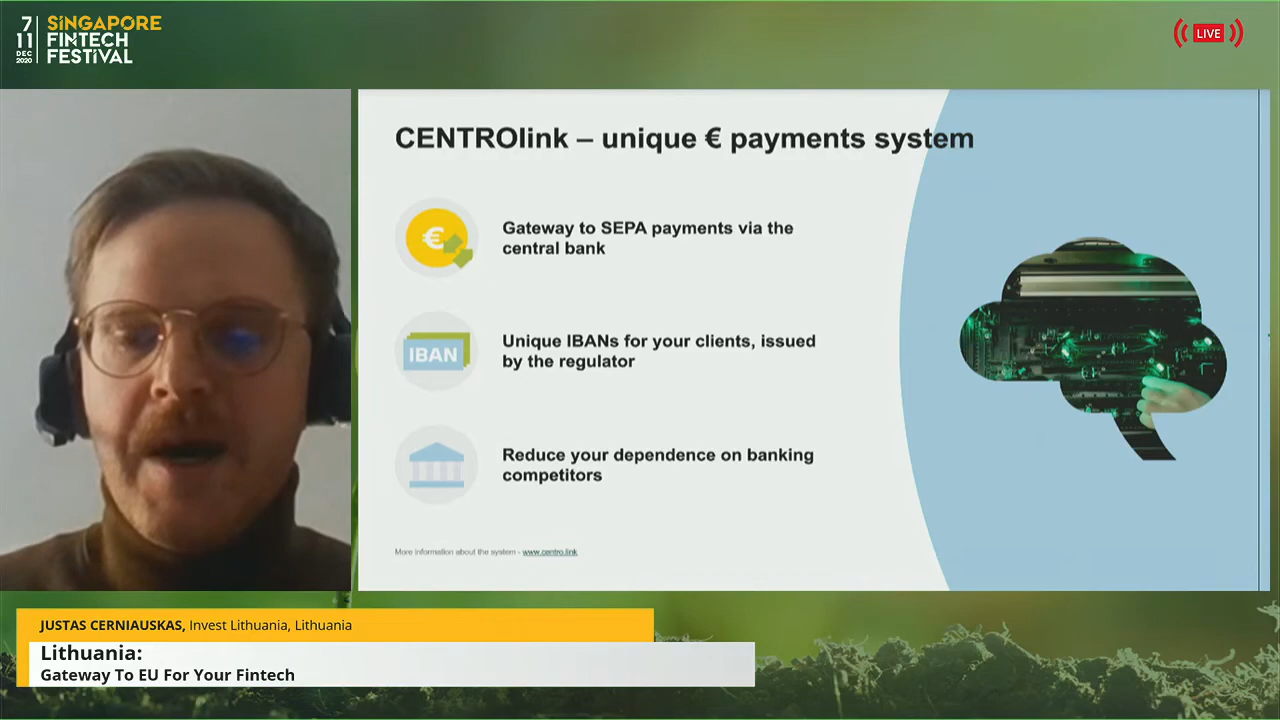 7
11
DEC
2020
SINGAPORE
FINTECH
FESTIVAL
LIVE
CENTROlink – unique € payments system
€
Gateway to SEPA payments via the
central bank
IBAN
Unique IBANs for your clients, issued
by the regulator
Reduce your dependence on banking
competitors
More information about the system - www.centro.link
JUSTAS CERNIAUSKAS, Invest Lithuania, Lithuania
Lithuania:
Gateway To EU For Your Fintech